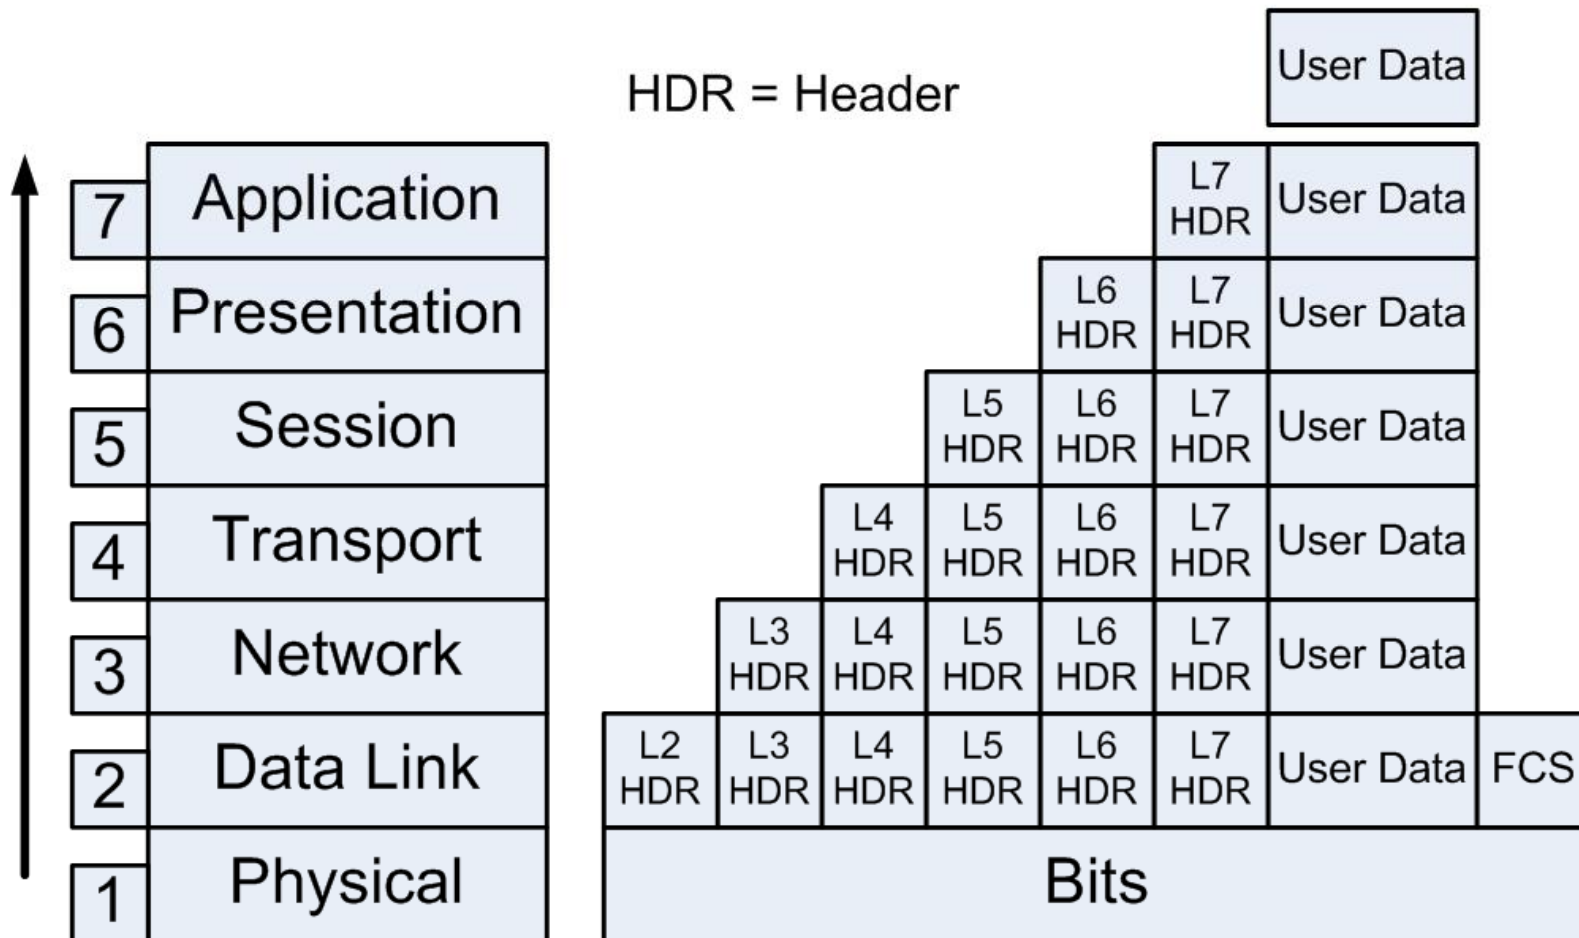 User Data
HDR = Header
7 Application
L7 HDR User Data
6 Presentation
L6 HDR L7 HDR User Data
5 Session
L5 HDR L6 HDR L7 HDR User Data
4 Transport
L4 HDR L5 HDR L6 HDR L7 HDR User Data
3 Network
L3 HDR L4 HDR L5 HDR L6 HDR L7 HDR User Data
2 Data Link
L2 HDR L3 HDR L4 HDR L5 HDR L6 HDR L7 HDR User Data FCS
1 Physical
Bits